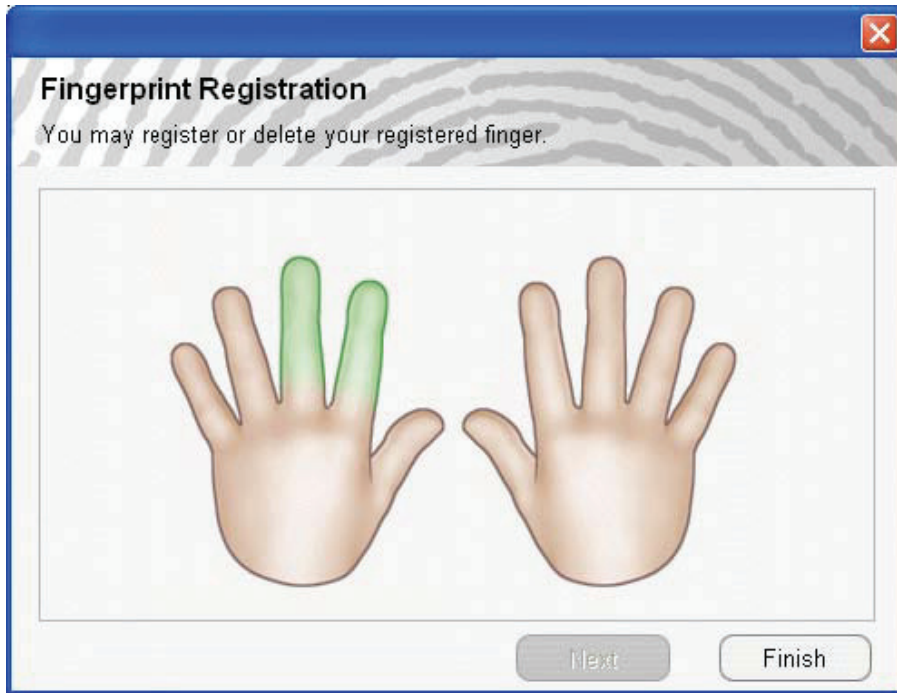 Fingerprint Registration
You may register or delete your registered finger.
Next
Finish